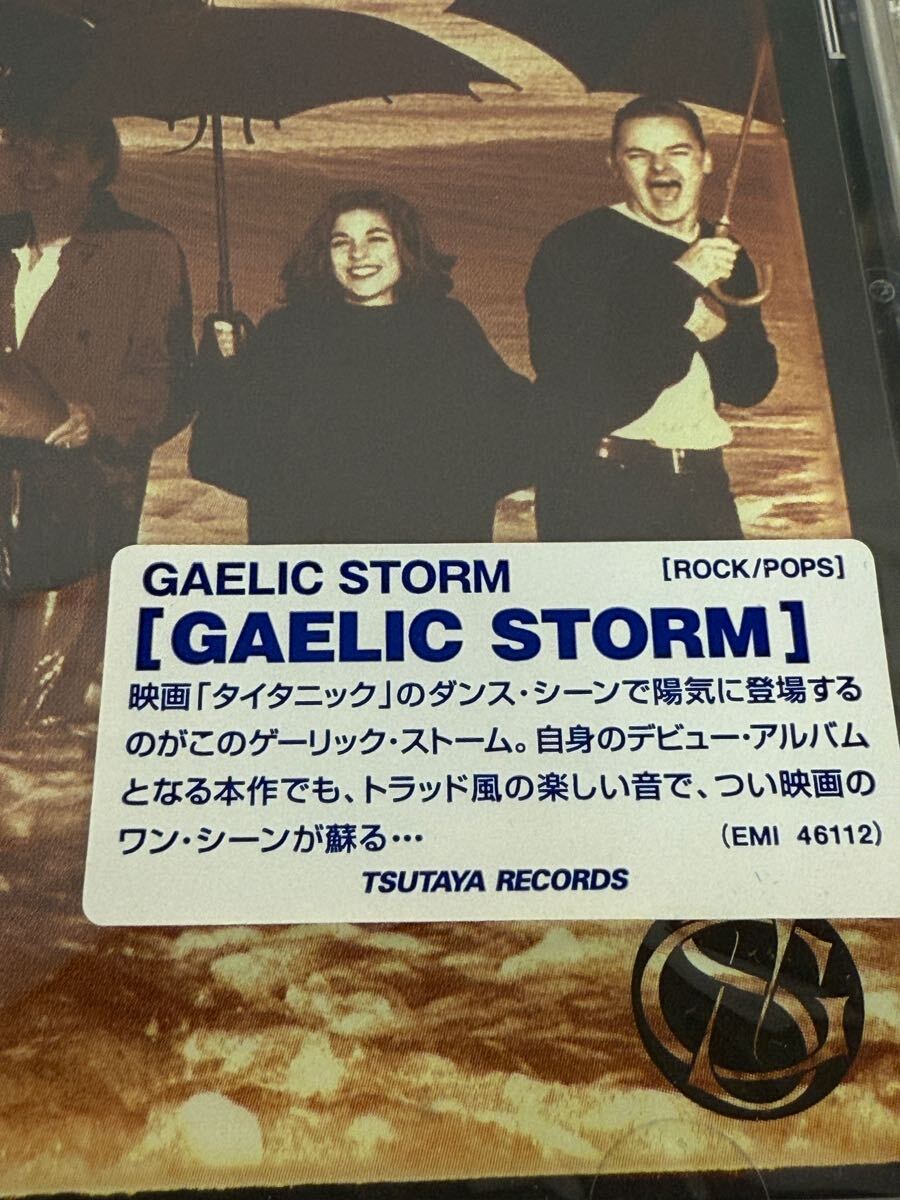 GAELIC STORM [ROCK/POPS]
[GAELIC STORM]
映画「タイタニック」のダンス・シーンで陽気に登場する
のがこのゲーリック・ストーム。自身のデビュー・アルバム
となる本作でも、トラッド風の楽しい音で、つい映画の
ワン・シーンが蘇る… (EMI 46112)
TSUTAYA RECORDS
GS